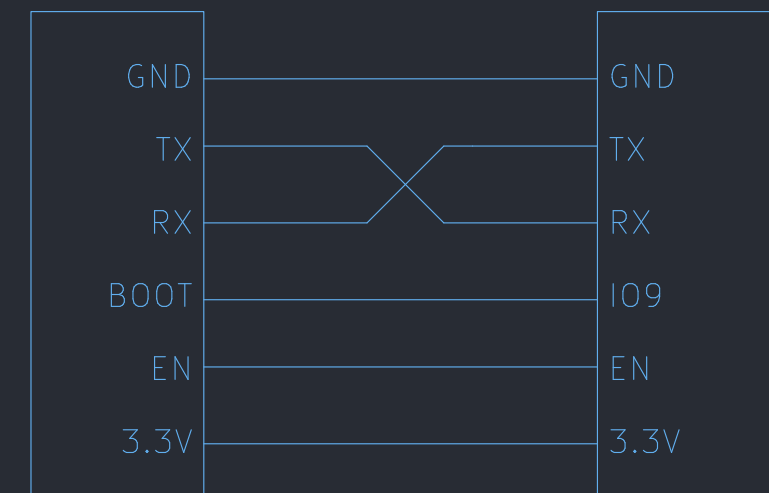 GND GND
TX TX
RX RX
BOOT IO9
EN EN
3.3V 3.3V